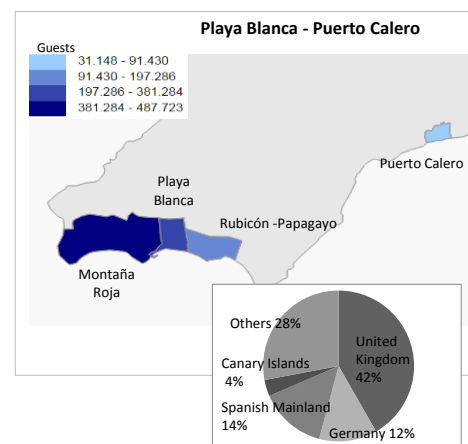 Playa Blanca - Puerto Calero
Guests
31.148 - 91.430
91.430 - 197.286
197.286 - 381.284
381.284 - 487.723
Puerto Calero
Playa
Blanca
Rubicón -Papagayo
Montaña
Roja
Others 28%
United
Kingdom
42%
Canary Islands
4%
Spanish Mainland
14%
Germany 12%